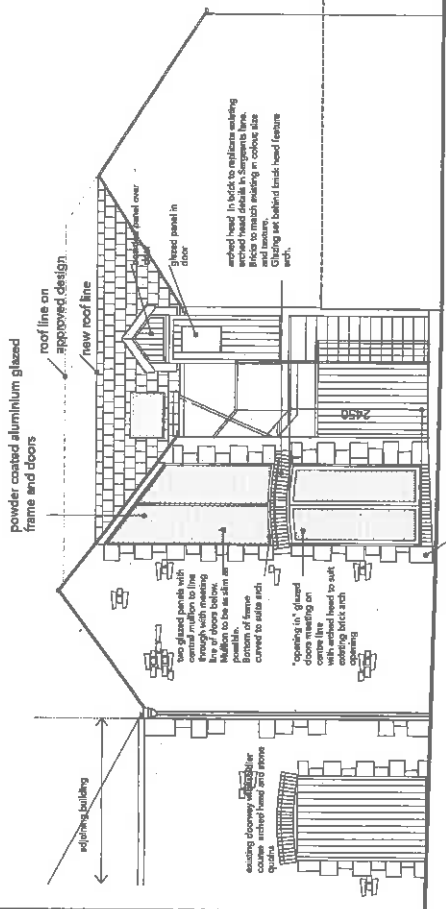 powder coated aluminium glazed
frame and doors
roof line on
approved design
new roof line
panel over
glazed panel in
door
arched head in brick to replicate existing
arched head details in Sergeants lane.
Bricks to match existing in colour size
and texture.
Glazing set behind brick head feature
arch.
2450
two glazed panels with
central mullion to line
through with meeting
line of doors below.
Mullion to be as slim as
possible.
Bottom of frame
curved to suite arch
"opening in" glazed
doors meeting on
centre line
with arched head to suit
existing brick arch
opening
adjoining building
existing doorway with
course arched head and stone
quoins